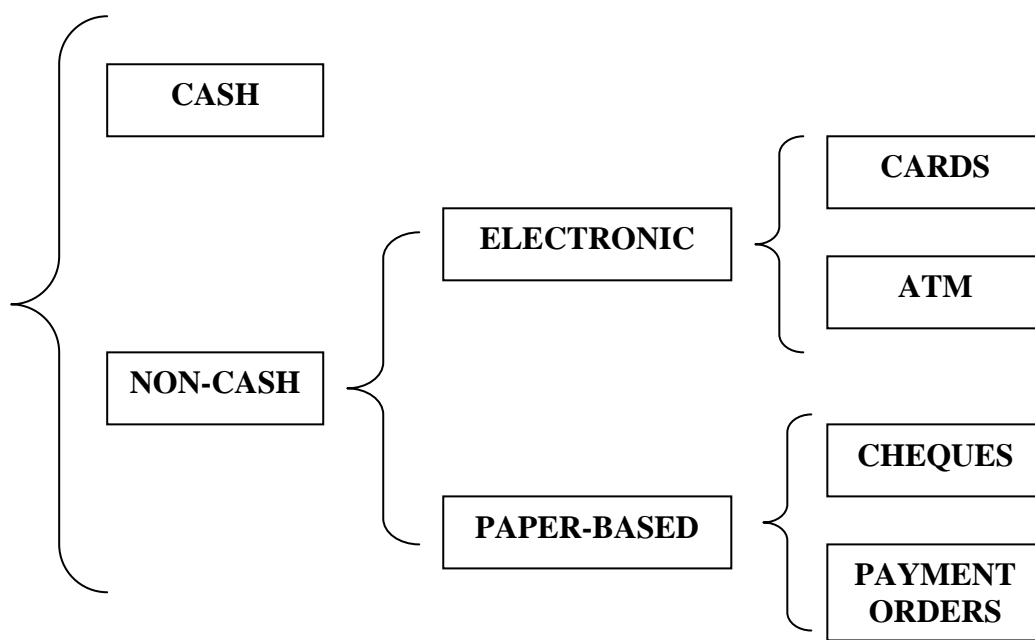 CASH
CARDS
ELECTRONIC
ATM
NON-CASH
CHEQUES
PAPER-BASED
PAYMENT
ORDERS